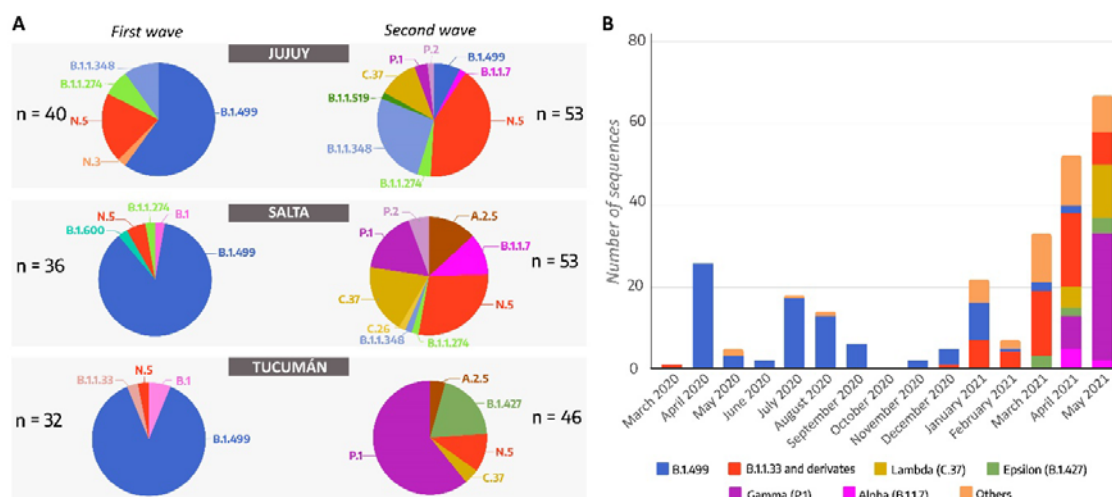 A
First wave
Second wave
JUJUY
n = 40
B.1.1.348
B.1.1.274
N.5
N.3
B.1.499
P.2
P.1
C.37
B.1.1.519
B.1.1.348
B.1.1.274
B.1.499
B.1.1.7
N.5
n = 53
SALTA
n = 36
B.1.600
N.5
B.1.1.274
B.1
B.1.499
P.2
P.1
C.37
C.26
B.1.1.348
B.1.1.274
A.2.5
B.1.1.7
N.5
n = 53
TUCUMÁN
n = 32
B.1.1.33
N.5
B.1
B.1.499
P.1
A.2.5
B.1.427
N.5
C.37
n = 46
B
Number of sequences
80
60
40
20
0
March 2020
April 2020
May 2020
June 2020
July 2020
August 2020
September 2020
October 2020
November 2020
December 2020
January 2021
February 2021
March 2021
April 2021
May 2021
B.1.499
B.1.1.33 and derivates
Lambda (C.37)
Epsilon (B.1.427)
Gamma (P.1)
Alpha (B.1.1.7)
Others